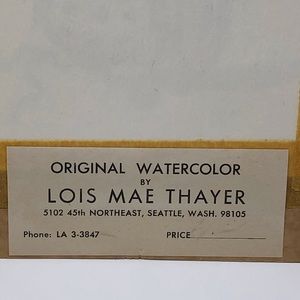 ORIGINAL WATERCOLOR
BY
LOIS MAE THAYER
5102 45th NORTHEAST, SEATTLE, WASH. 98105
Phone: LA 3-3847 PRICE